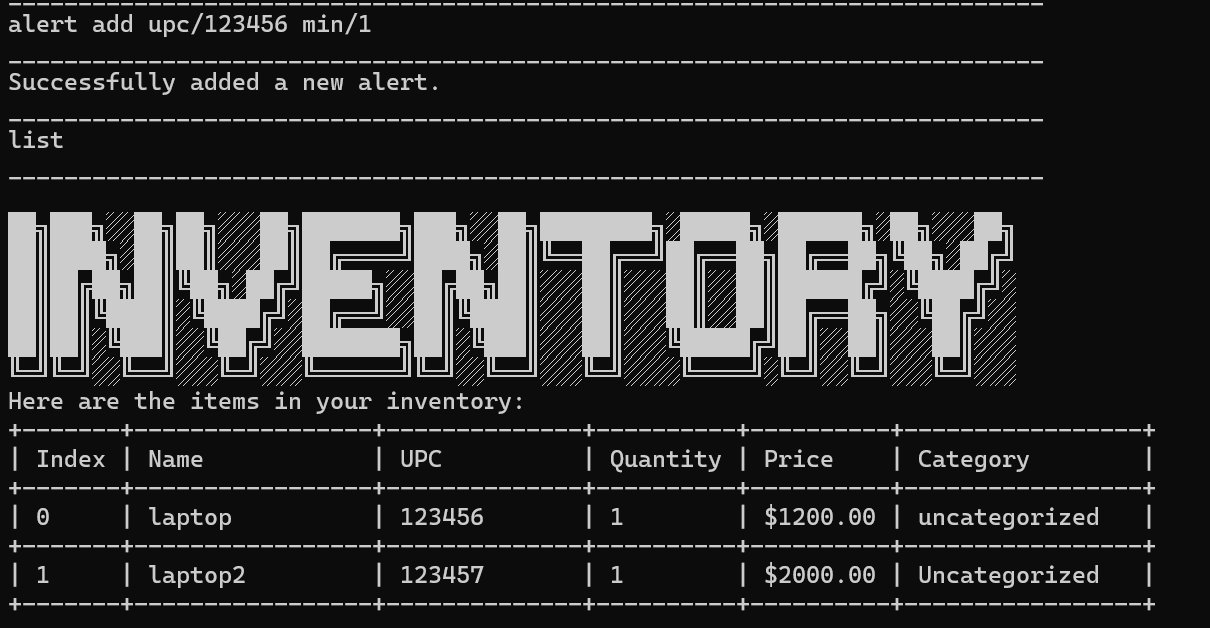 alert add upc/123456 min/1
Successfully added a new alert.
list
INVENTORY
Here are the items in your inventory:
| Index | Name | UPC | Quantity | Price | Category |
| 0 | laptop | 123456 | 1 | $1200.00 | uncategorized |
| 1 | laptop2 | 123457 | 1 | $2000.00 | Uncategorized |